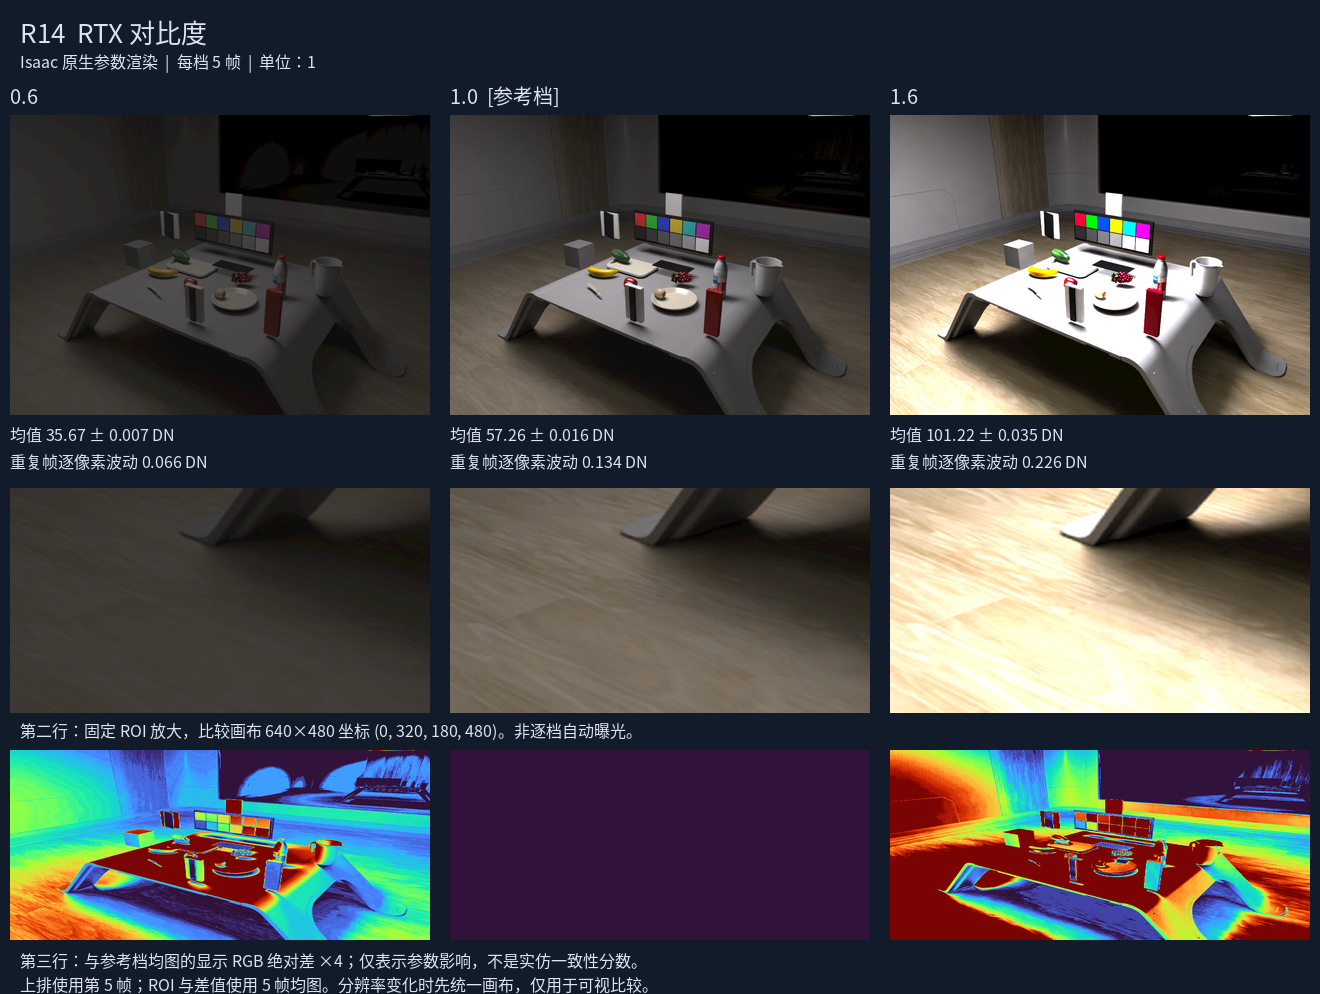 R14 RTX 对比度
Isaac 原生参数渲染 | 每档 5 帧 | 单位：1
0.6
1.0 [参考档]
1.6
均值 35.67 ± 0.007 DN
重复帧逐像素波动 0.066 DN
均值 57.26 ± 0.016 DN
重复帧逐像素波动 0.134 DN
均值 101.22 ± 0.035 DN
重复帧逐像素波动 0.226 DN
第二行：固定 ROI 放大，比较画布 640×480 坐标 (0, 320, 180, 480)。非逐档自动曝光。
第三行：与参考档均图的显示 RGB 绝对差 ×4；仅表示参数影响，不是实仿一致性分数。
上排使用第 5 帧；ROI 与差值使用 5 帧均图。分辨率变化时先统一画布，仅用于可视比较。